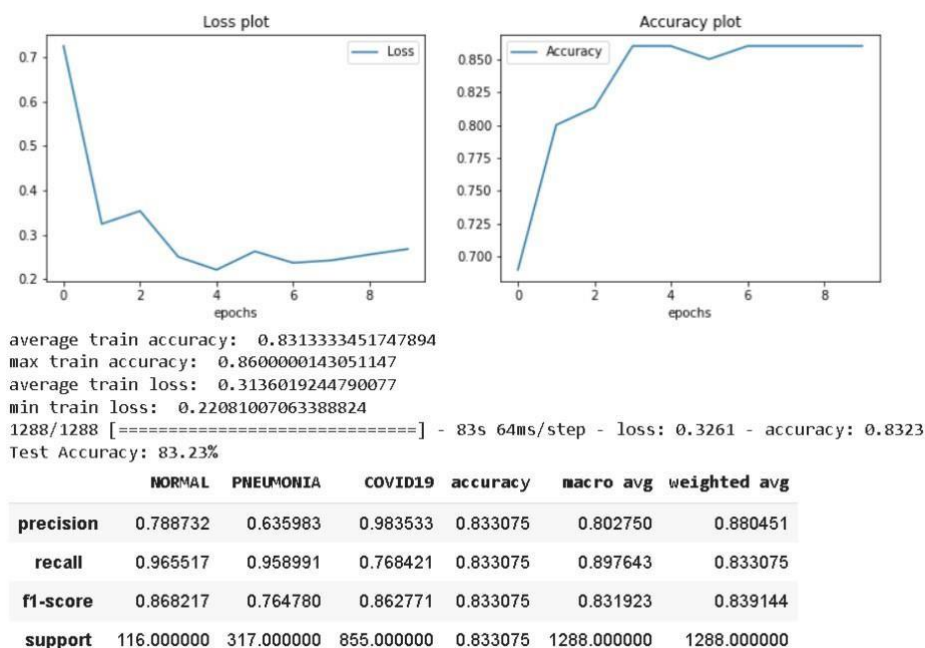 Loss plot
Loss
0.7
0.6
0.5
0.4
0.3
0.2
0 2 4 6 8
epochs
Accuracy plot
Accuracy
0.850
0.825
0.800
0.775
0.750
0.725
0.700
0 2 4 6 8
epochs
average train accuracy: 0.8313333451747894
max train accuracy: 0.8600000143051147
average train loss: 0.3136019244790077
min train loss: 0.22081007063388824
1288/1288 [==============================] - 83s 64ms/step - loss: 0.3261 - accuracy: 0.8323
Test Accuracy: 83.23%
NORMAL PNEUMONIA COVID19 accuracy macro avg weighted avg
precision 0.788732 0.635983 0.983533 0.833075 0.802750 0.880451
recall 0.965517 0.958991 0.768421 0.833075 0.897643 0.833075
f1-score 0.868217 0.764780 0.862771 0.833075 0.831923 0.839144
support 116.000000 317.000000 855.000000 0.833075 1288.000000 1288.000000